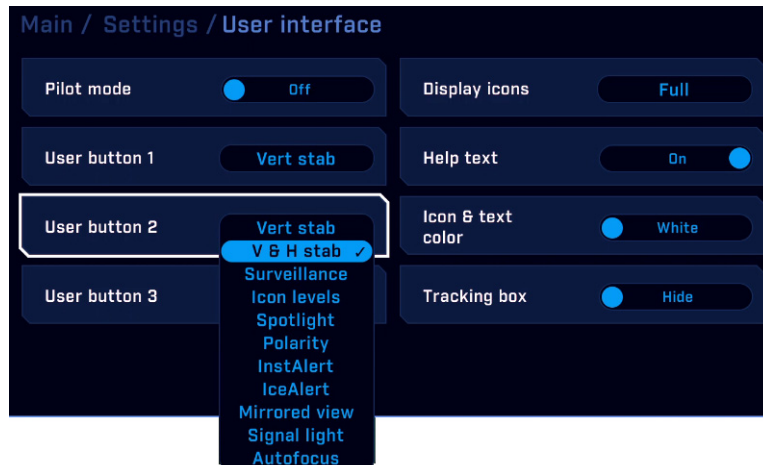 Main / Settings / User interface
Pilot mode Off
Display icons Full
User button 1 Vert stab
Help text On
User button 2 Vert stab
V & H stab ✓
Surveillance
Icon levels
Spotlight
Polarity
InstAlert
IceAlert
Mirrored view
Signal light
Autofocus
Icon & text
color White
User button 3
Tracking box Hide